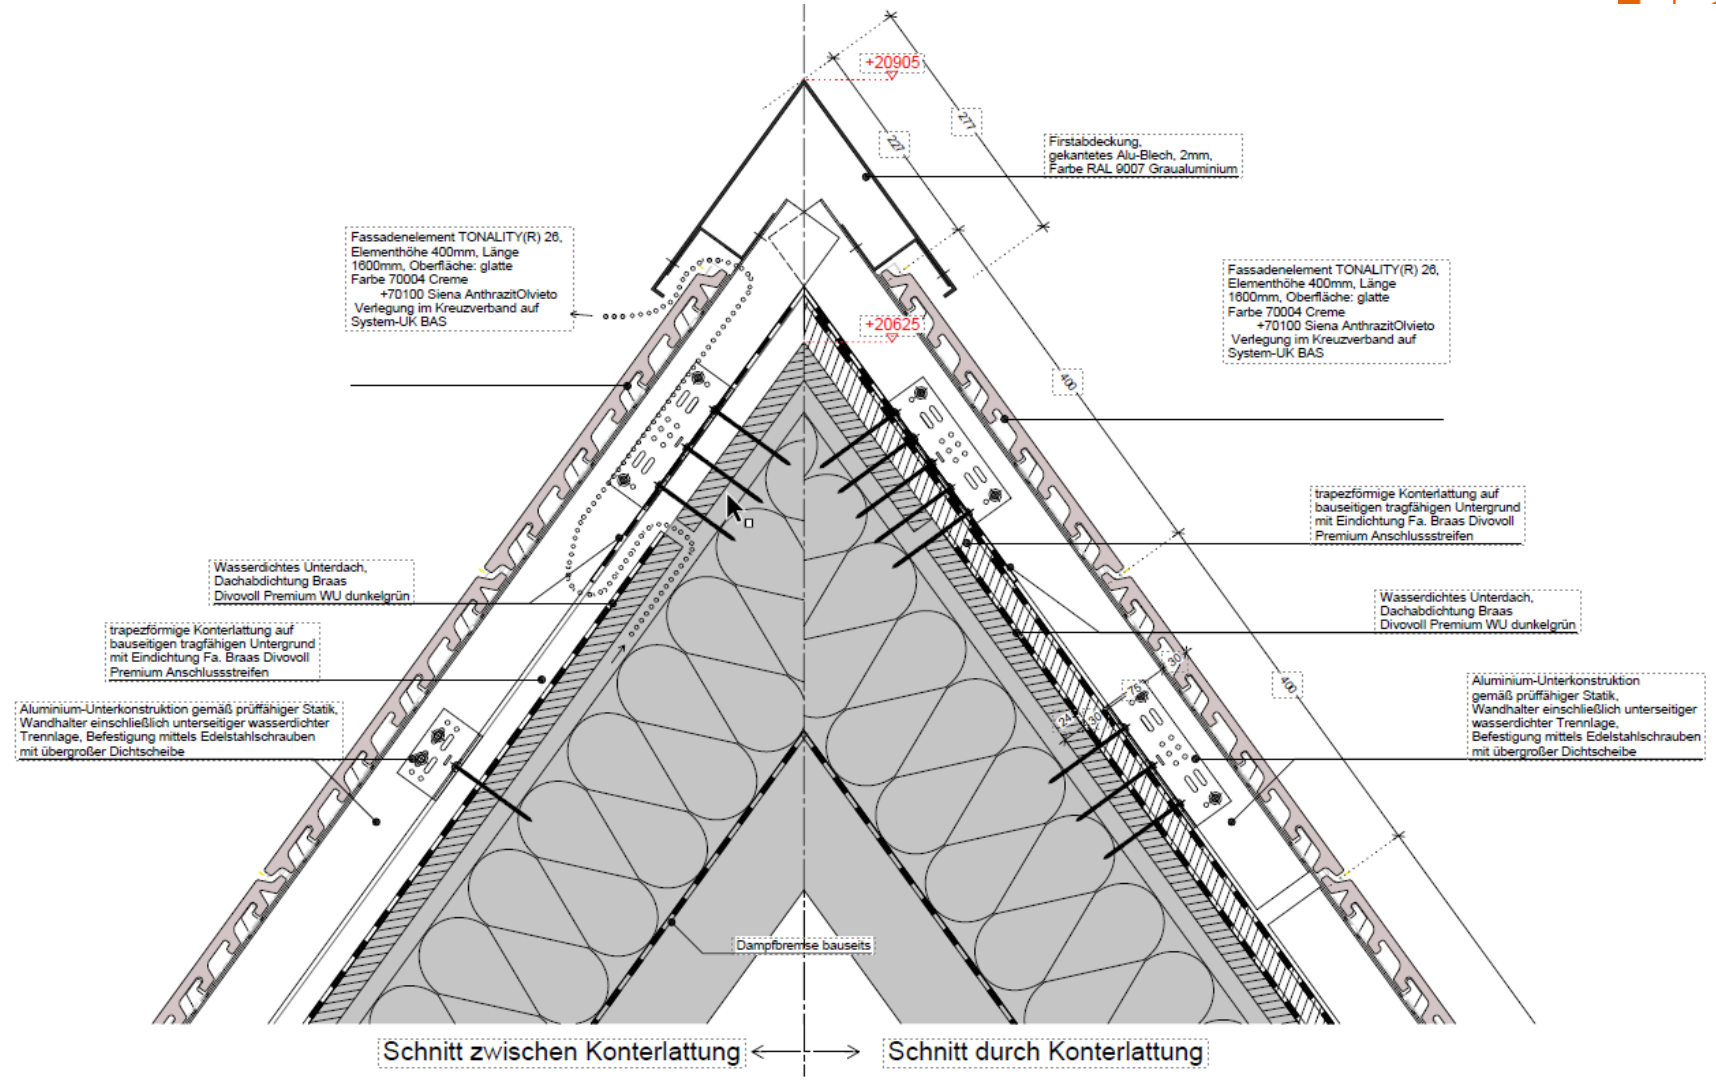 +20905
277
227
Firstabdeckung,
gekantetes Alu-Blech, 2mm,
Farbe RAL 9007 Graualuminium
Fassadenelement TONALITY(R) 26,
Elementhöhe 400mm, Länge
1600mm, Oberfläche: glatte
Farbe 70004 Creme
+70100 Siena AnthrazitOlvieto
Verlegung im Kreuzverband auf
System-UK BAS
Fassadenelement TONALITY(R) 26,
Elementhöhe 400mm, Länge
1600mm, Oberfläche: glatte
Farbe 70004 Creme
+70100 Siena AnthrazitOlvieto
Verlegung im Kreuzverband auf
System-UK BAS
+20625
400
trapezförmige Konterlattung auf
bauseitigen tragfähigen Untergrund
mit Eindichtung Fa. Braas Divovoll
Premium Anschlussstreifen
Wasserdichtes Unterdach,
Dachabdichtung Braas
Divovoll Premium WU dunkelgrün
Wasserdichtes Unterdach,
Dachabdichtung Braas
Divovoll Premium WU dunkelgrün
trapezförmige Konterlattung auf
bauseitigen tragfähigen Untergrund
mit Eindichtung Fa. Braas Divovoll
Premium Anschlussstreifen
30
75
24
30
400
Aluminium-Unterkonstruktion gemäß prüffähiger Statik,
Wandhalter einschließlich unterseitiger wasserdichter
Trennlage, Befestigung mittels Edelstahlschrauben
mit übergroßer Dichtscheibe
Aluminium-Unterkonstruktion
gemäß prüffähiger Statik,
Wandhalter einschließlich unterseitiger
wasserdichter Trennlage,
Befestigung mittels Edelstahlschrauben
mit übergroßer Dichtscheibe
Dampfbremse bauseits
Schnitt zwischen Konterlattung
Schnitt durch Konterlattung